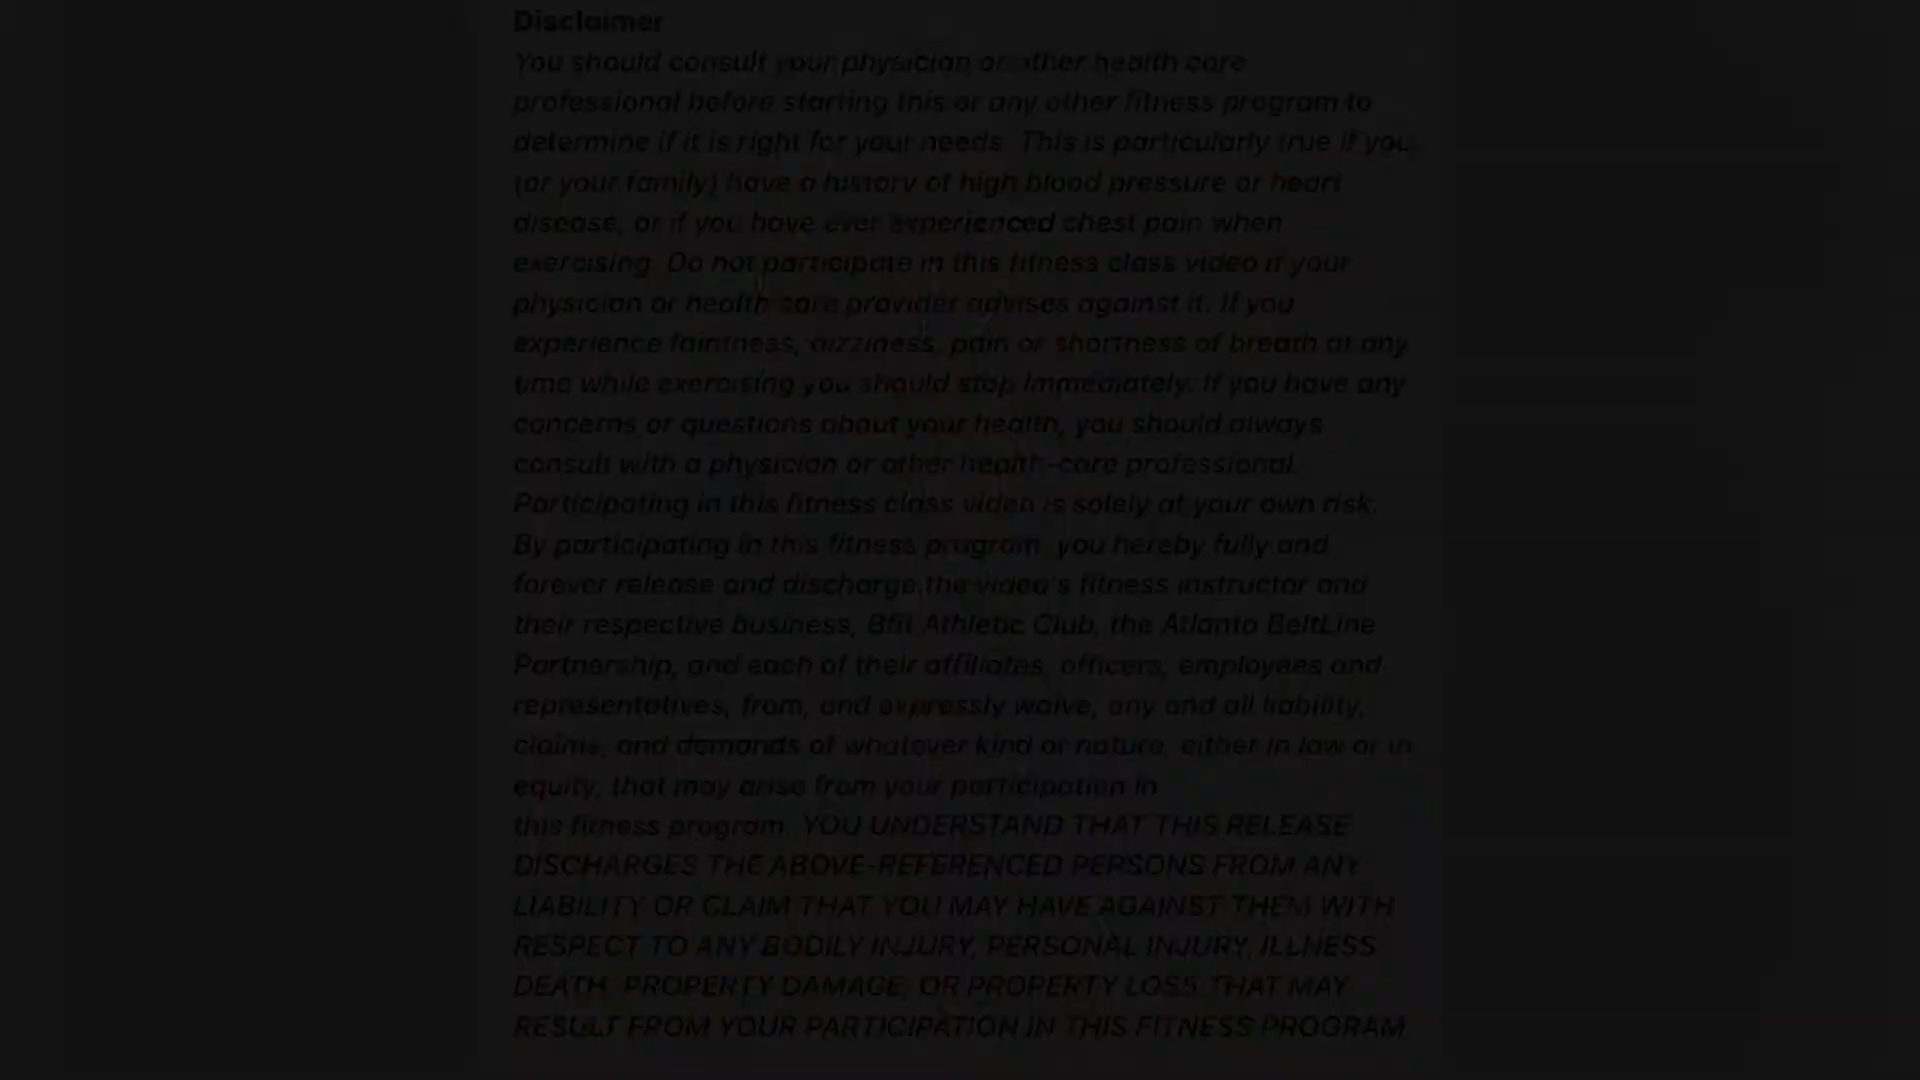 Disclaimer
You should consult your physician or other health care
professional before starting this or any other fitness program to
determine if it is right for your needs. This is particularly true if you
(or your family) have a history of high blood pressure or heart
disease, or if you have ever experienced chest pain when
exercising. Do not participate in this fitness class video if your
physician or health care provider advises against it. If you
experience faintness, dizziness, pain or shortness of breath at any
time while exercising you should stop immediately. If you have any
concerns or questions about your health, you should always
consult with a physician or other health-care professional.
Participating in this fitness class video is solely at your own risk.
By participating in this fitness program, you hereby fully and
forever release and discharge the video's fitness instructor and
their respective business, Bfit Athletic Club, the Atlanta BeltLine
Partnership, and each of their affiliates, officers, employees and
representatives, from, and expressly waive, any and all liability,
claims, and demands of whatever kind or nature, either in law or in
equity, that may arise from your participation in
this fitness program. YOU UNDERSTAND THAT THIS RELEASE
DISCHARGES THE ABOVE-REFERENCED PERSONS FROM ANY
LIABILITY OR CLAIM THAT YOU MAY HAVE AGAINST THEM WITH
RESPECT TO ANY BODILY INJURY, PERSONAL INJURY, ILLNESS
DEATH, PROPERTY DAMAGE, OR PROPERTY LOSS THAT MAY
RESULT FROM YOUR PARTICIPATION IN THIS FITNESS PROGRAM